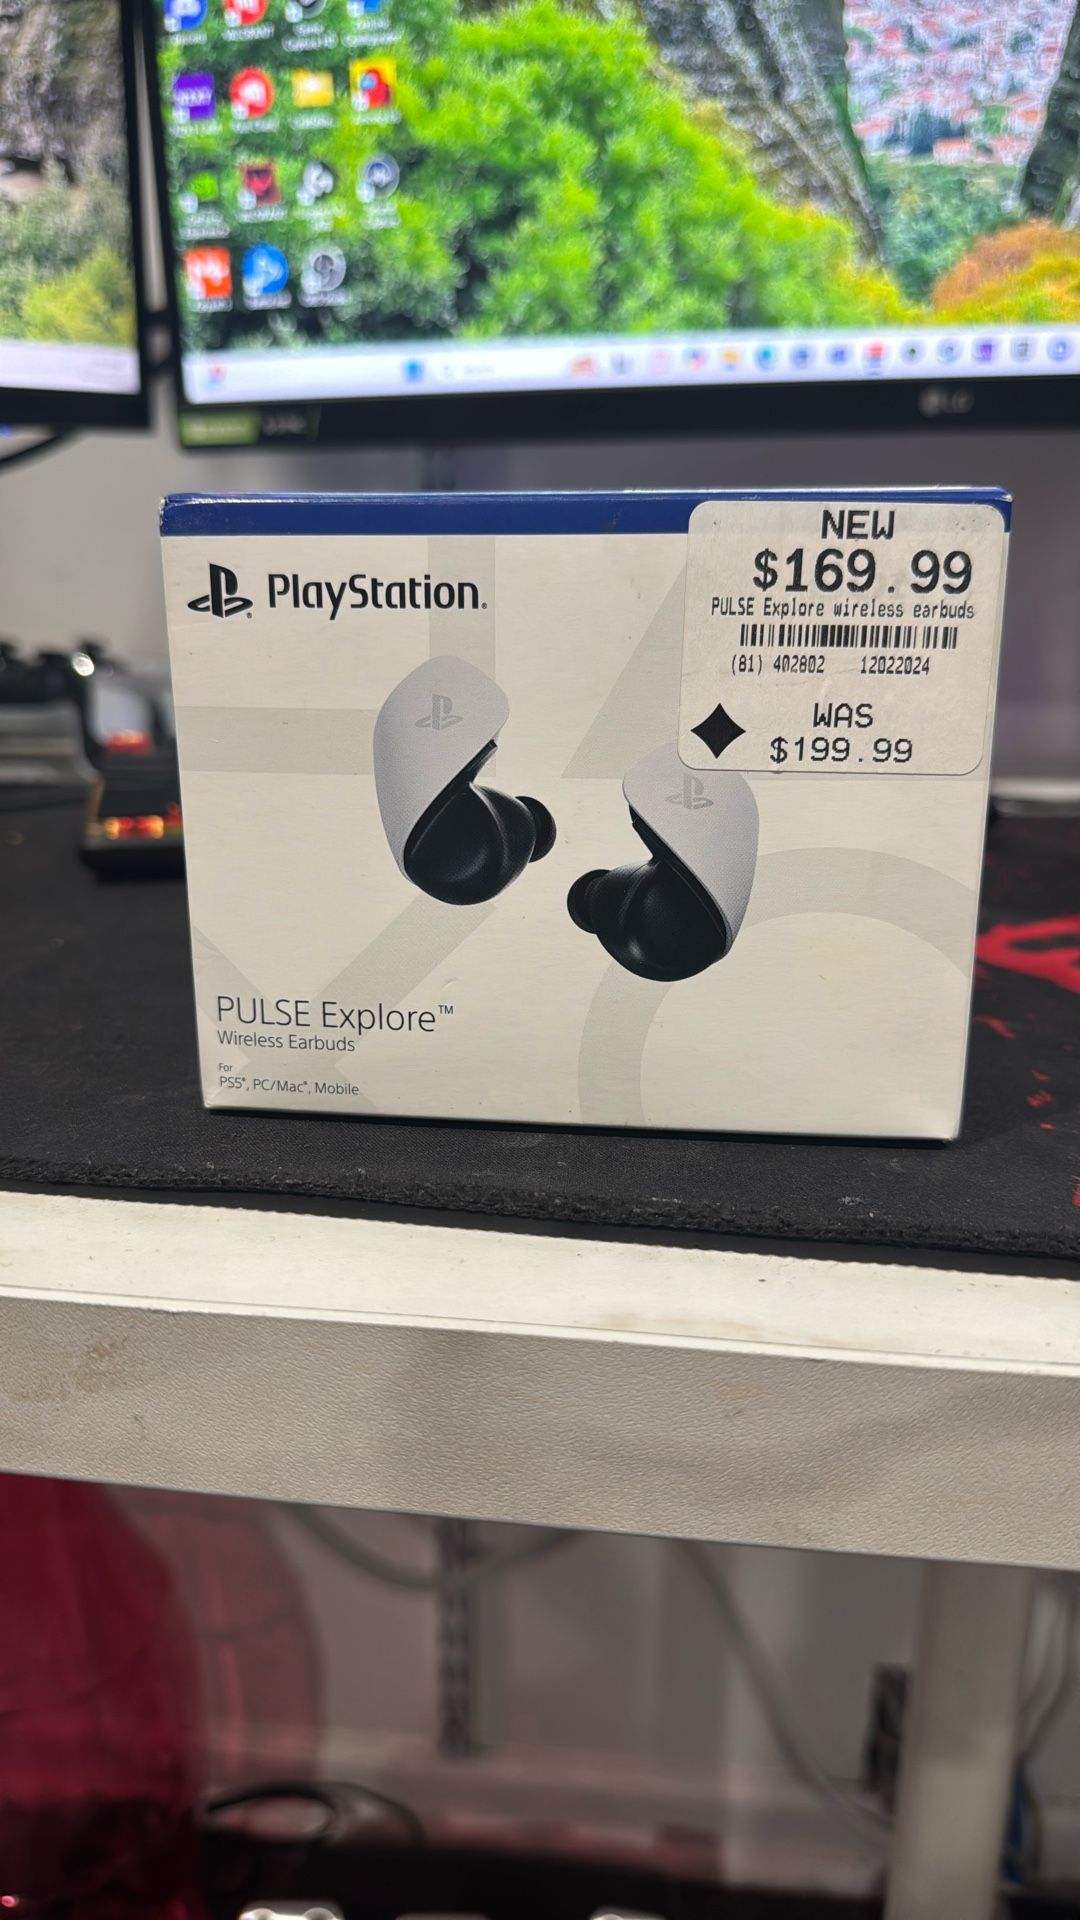 LG
PlayStation®
NEW
$169.99
PULSE Explore wireless earbuds
(81) 402802 12022024
WAS
$199.99
PULSE Explore™
Wireless Earbuds
For
PS5®, PC/Mac®, Mobile